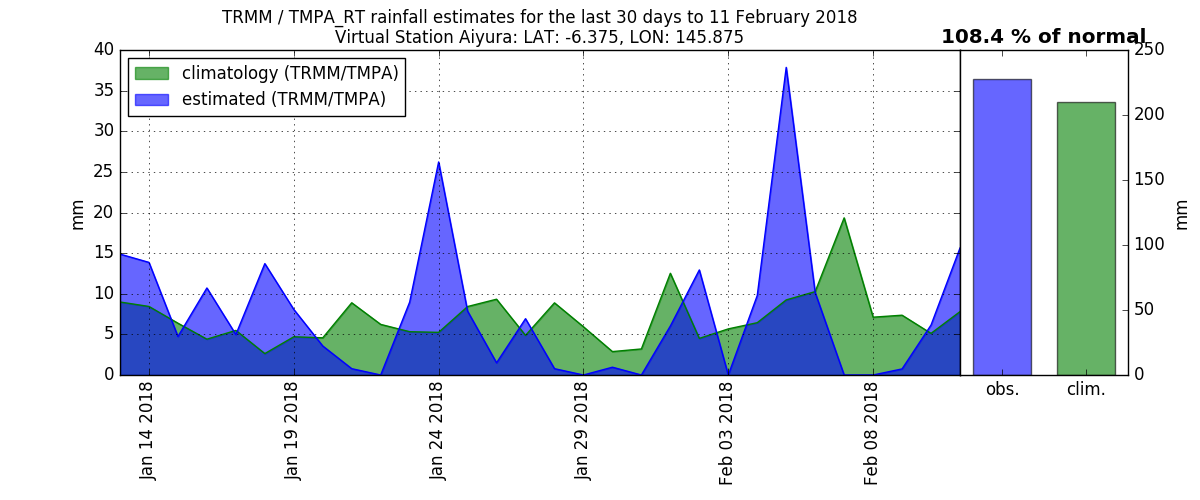 TRMM / TMPA_RT rainfall estimates for the last 30 days to 11 February 2018
Virtual Station Aiyura: LAT: -6.375, LON: 145.875
108.4 % of normal
climatology (TRMM/TMPA)
estimated (TRMM/TMPA)
40
35
30
25
20
15
10
5
0
mm
Jan 14 2018
Jan 19 2018
Jan 24 2018
Jan 29 2018
Feb 03 2018
Feb 08 2018
250
200
150
100
50
0
mm
obs.
clim.